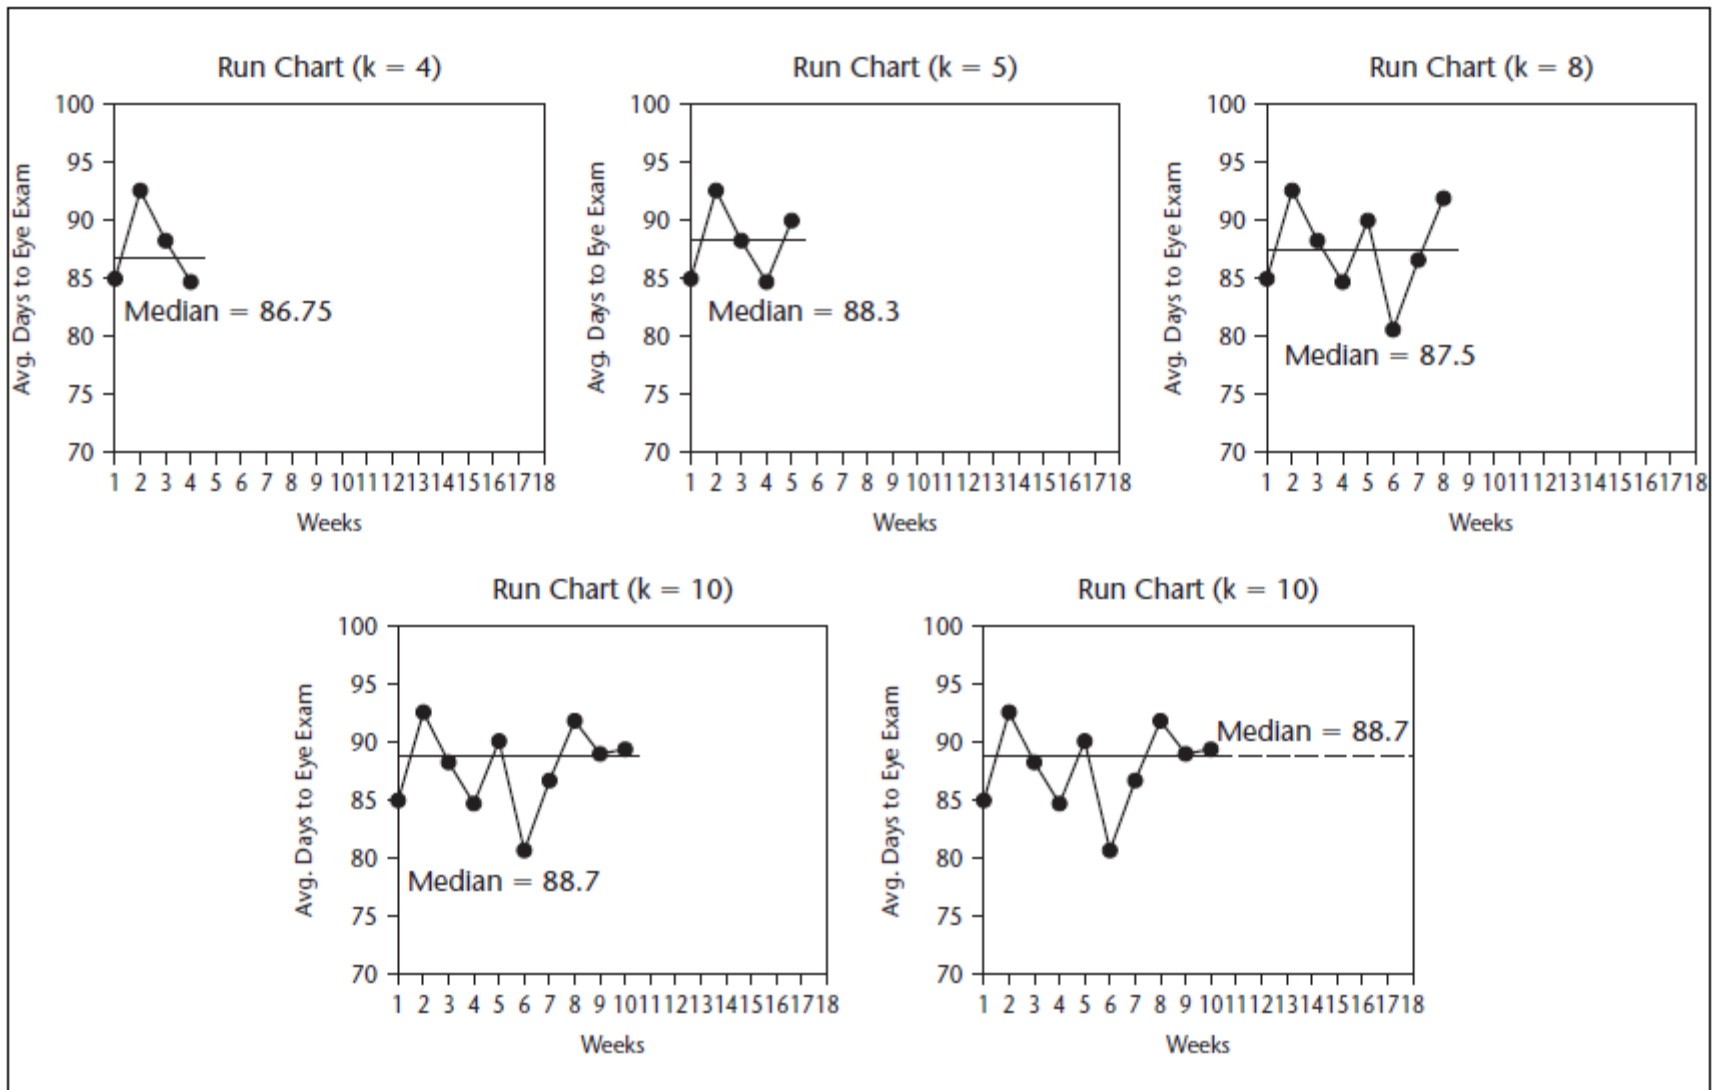 Run Chart (k = 4)
100
95
90
85
80
75
70
Avg. Days to Eye Exam
Median = 86.75
1 2 3 4 5 6 7 8 9 10 11 12 13 14 15 16 17 18
Weeks
Run Chart (k = 5)
100
95
90
85
80
75
70
Avg. Days to Eye Exam
Median = 88.3
1 2 3 4 5 6 7 8 9 10 11 12 13 14 15 16 17 18
Weeks
Run Chart (k = 8)
100
95
90
85
80
75
70
Avg. Days to Eye Exam
Median = 87.5
1 2 3 4 5 6 7 8 9 10 11 12 13 14 15 16 17 18
Weeks
Run Chart (k = 10)
100
95
90
85
80
75
70
Avg. Days to Eye Exam
Median = 88.7
1 2 3 4 5 6 7 8 9 10 11 12 13 14 15 16 17 18
Weeks
Run Chart (k = 10)
100
95
90
85
80
75
70
Avg. Days to Eye Exam
Median = 88.7
1 2 3 4 5 6 7 8 9 10 11 12 13 14 15 16 17 18
Weeks